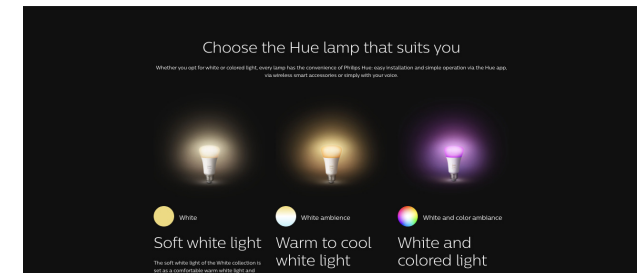 Choose the Hue lamp that suits you
Whether you opt for white or colored light, every lamp has the convenience of Philips Hue: easy installation and simple operation via the Hue app,
via wireless smart accessories or simply with your voice.
White
White ambience
White and color ambiance
Soft white light
Warm to cool
white light
White and
colored light
The soft white light of the White collection is
set as a comfortable warm white light and